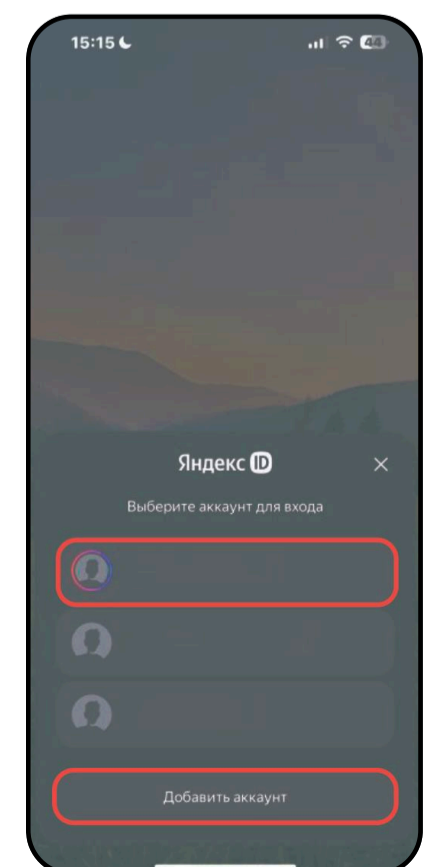 15:15
44
Яндекс ID
Выберите аккаунт для входа
Добавить аккаунт